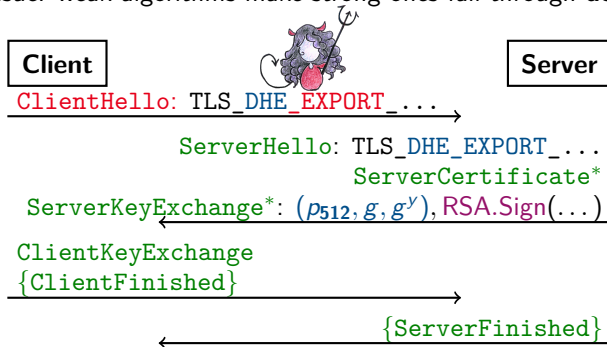 Client
Server
ClientHello: TLS_DHE_EXPORT_...
ServerHello: TLS_DHE_EXPORT_...
ServerCertificate*
ServerKeyExchange*: (p₅₁₂, g, gʸ), RSA.Sign(...)
ClientKeyExchange
{ClientFinished}
{ServerFinished}